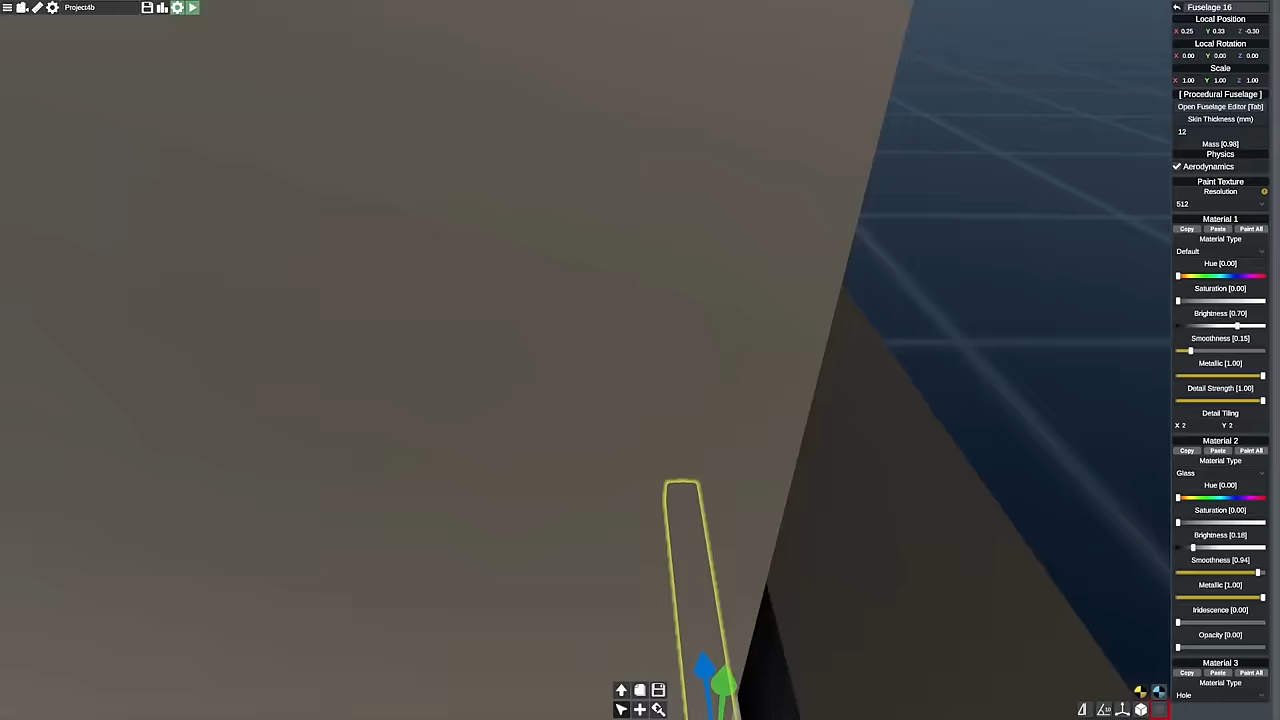 Project4b
Fuselage 16
Local Position
X 0.25 Y 0.33 Z -0.30
Local Rotation
X 0.00 Y 0.00 Z 0.00
Scale
X 1.00 Y 1.00 Z 1.00
[ Procedural Fuselage ]
Open Fuselage Editor [Tab]
Skin Thickness (mm)
12
Mass [0.98]
Physics
Aerodynamics
Paint Texture
Resolution
512
Material 1
Copy Paste Paint All
Material Type
Default
Hue [0.00]
Saturation [0.00]
Brightness [0.70]
Smoothness [0.15]
Metallic [1.00]
Detail Strength [1.00]
Detail Tiling
X 2 Y 2
Material 2
Copy Paste Paint All
Material Type
Glass
Hue [0.00]
Saturation [0.00]
Brightness [0.18]
Smoothness [0.94]
Metallic [1.00]
Iridescence [0.00]
Opacity [0.00]
Material 3
Copy Paste Paint All
Material Type
Hole